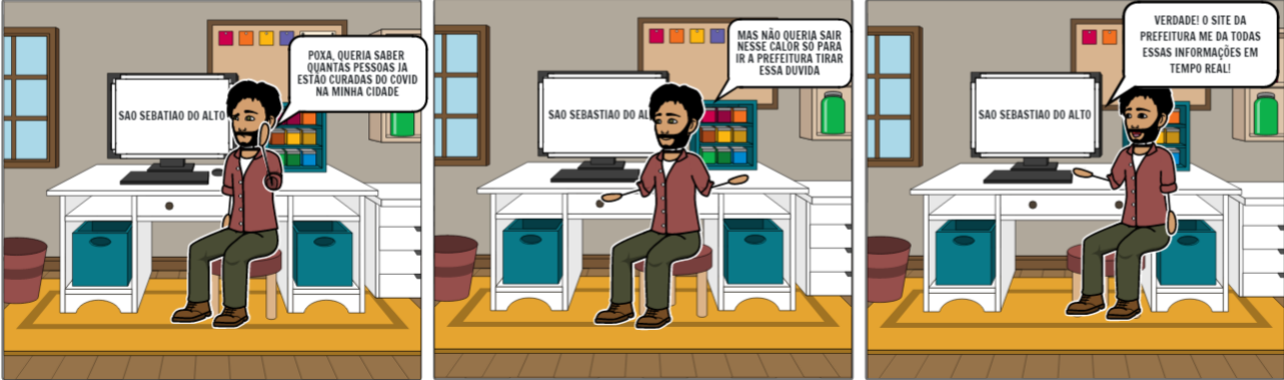 POXA, QUERIA SABER
QUANTAS PESSOAS JA
ESTÃO CURADAS DO COVID
NA MINHA CIDADE
SAO SEBATIAO DO ALTO
MAS NÃO QUERIA SAIR
NESSE CALOR SO PARA
IR A PREFEITURA TIRAR
ESSA DUVIDA
SAO SEBASTIAO DO AL
VERDADE! O SITE DA
PREFEITURA ME DA TODAS
ESSAS INFORMAÇÕES EM
TEMPO REAL!
SAO SEBASTIAO DO ALTO